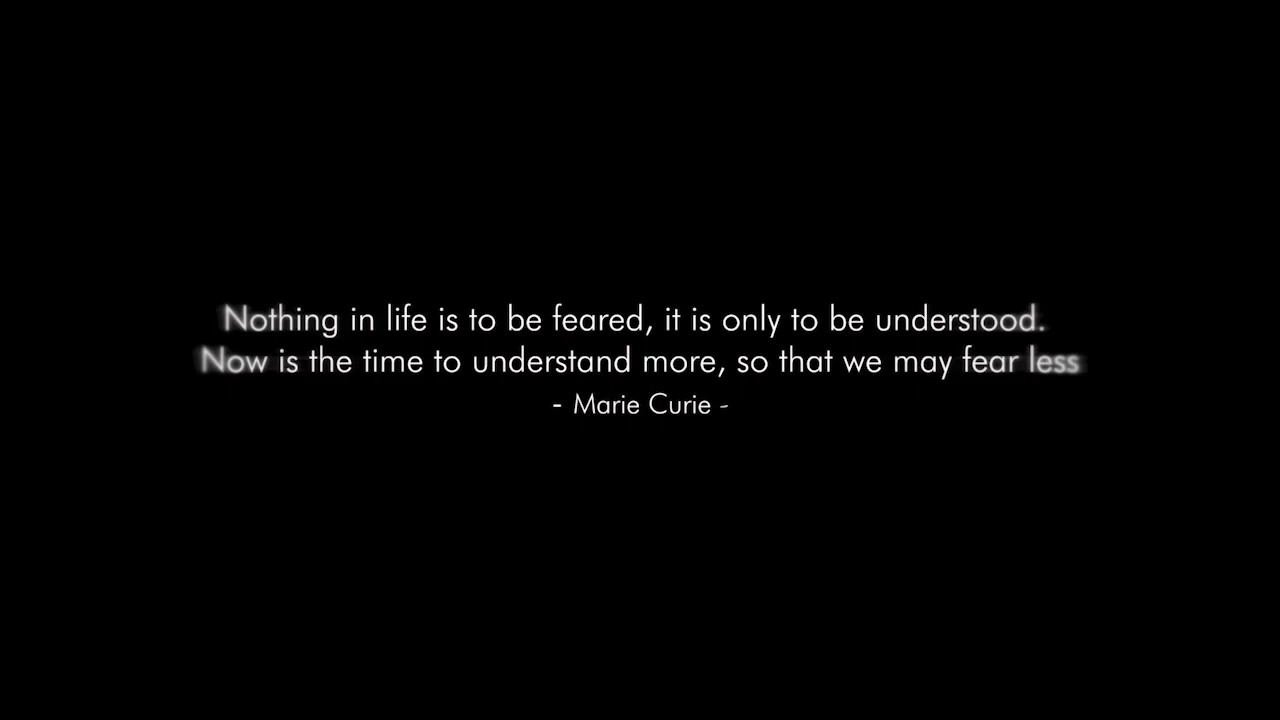 Nothing in life is to be feared, it is only to be understood.
Now is the time to understand more, so that we may fear less
- Marie Curie -